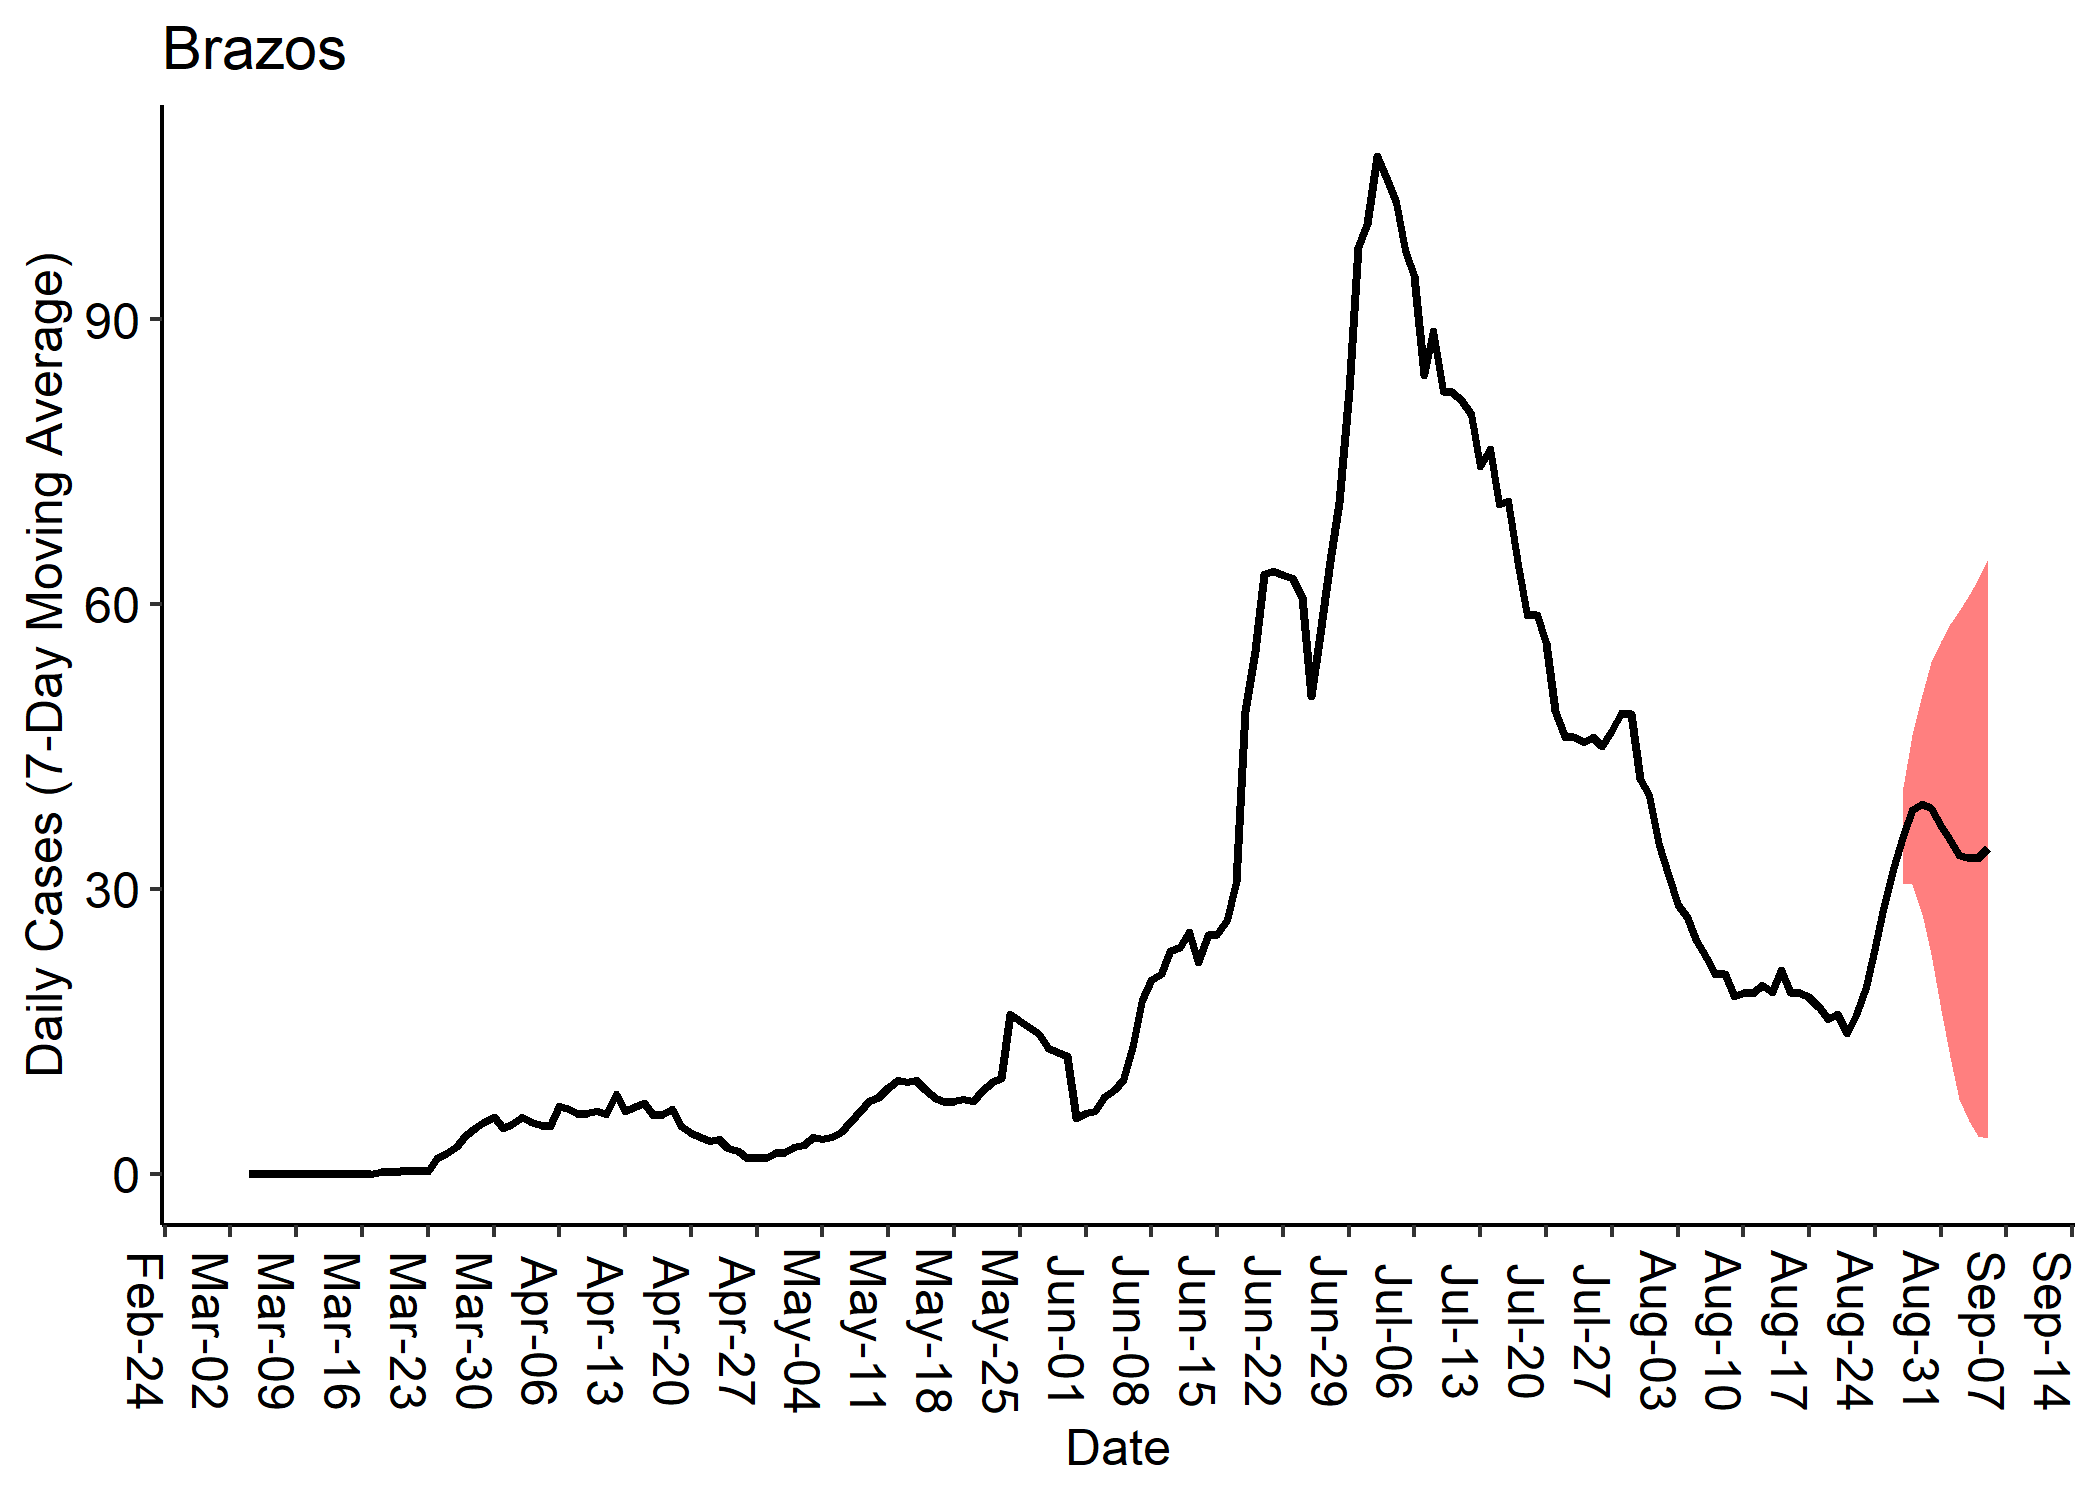 Brazos
Daily Cases (7-Day Moving Average)
90
60
30
0
Feb-24
Mar-02
Mar-09
Mar-16
Mar-23
Mar-30
Apr-06
Apr-13
Apr-20
Apr-27
May-04
May-11
May-18
May-25
Jun-01
Jun-08
Jun-15
Jun-22
Jun-29
Jul-06
Jul-13
Jul-20
Jul-27
Aug-03
Aug-10
Aug-17
Aug-24
Aug-31
Sep-07
Sep-14
Date